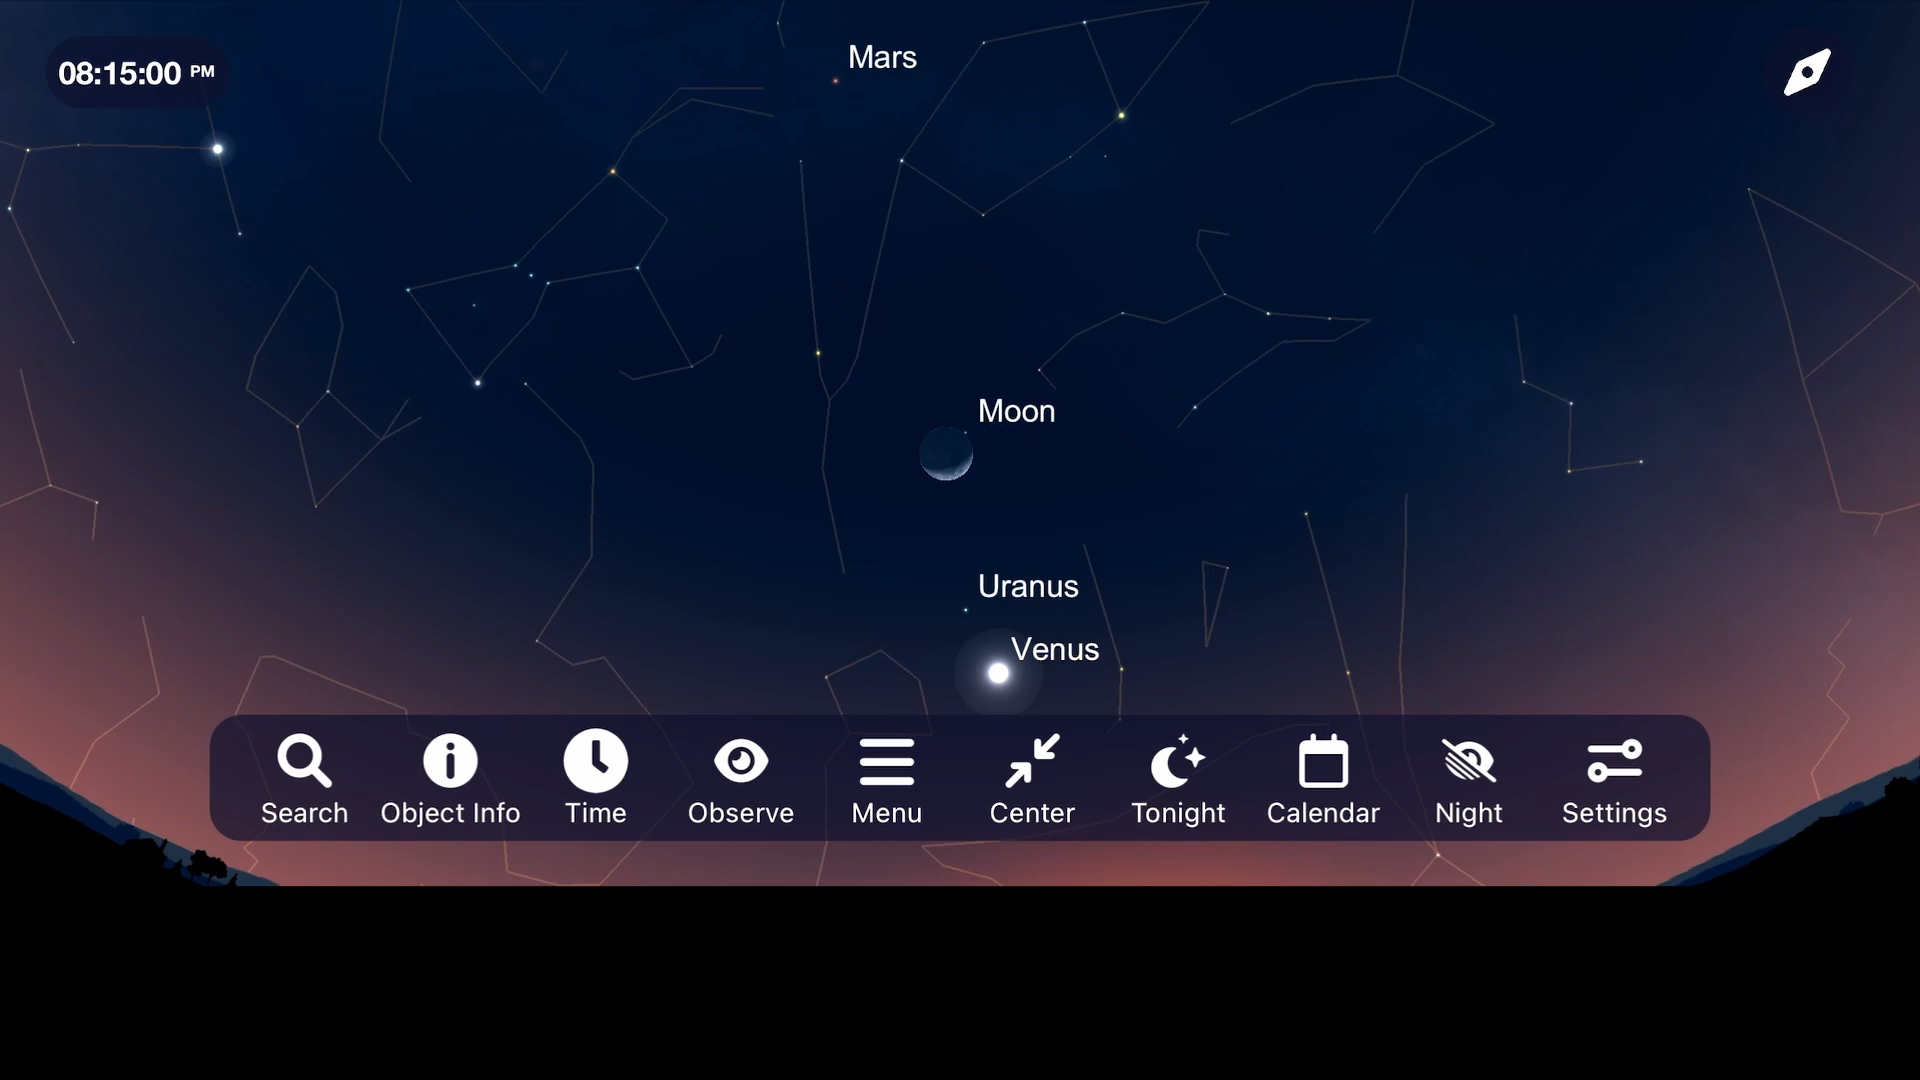 Mars
08:15:00 PM
Moon
Uranus
Venus
Search
Object Info
Time
Observe
Menu
Center
Tonight
Calendar
Night
Settings